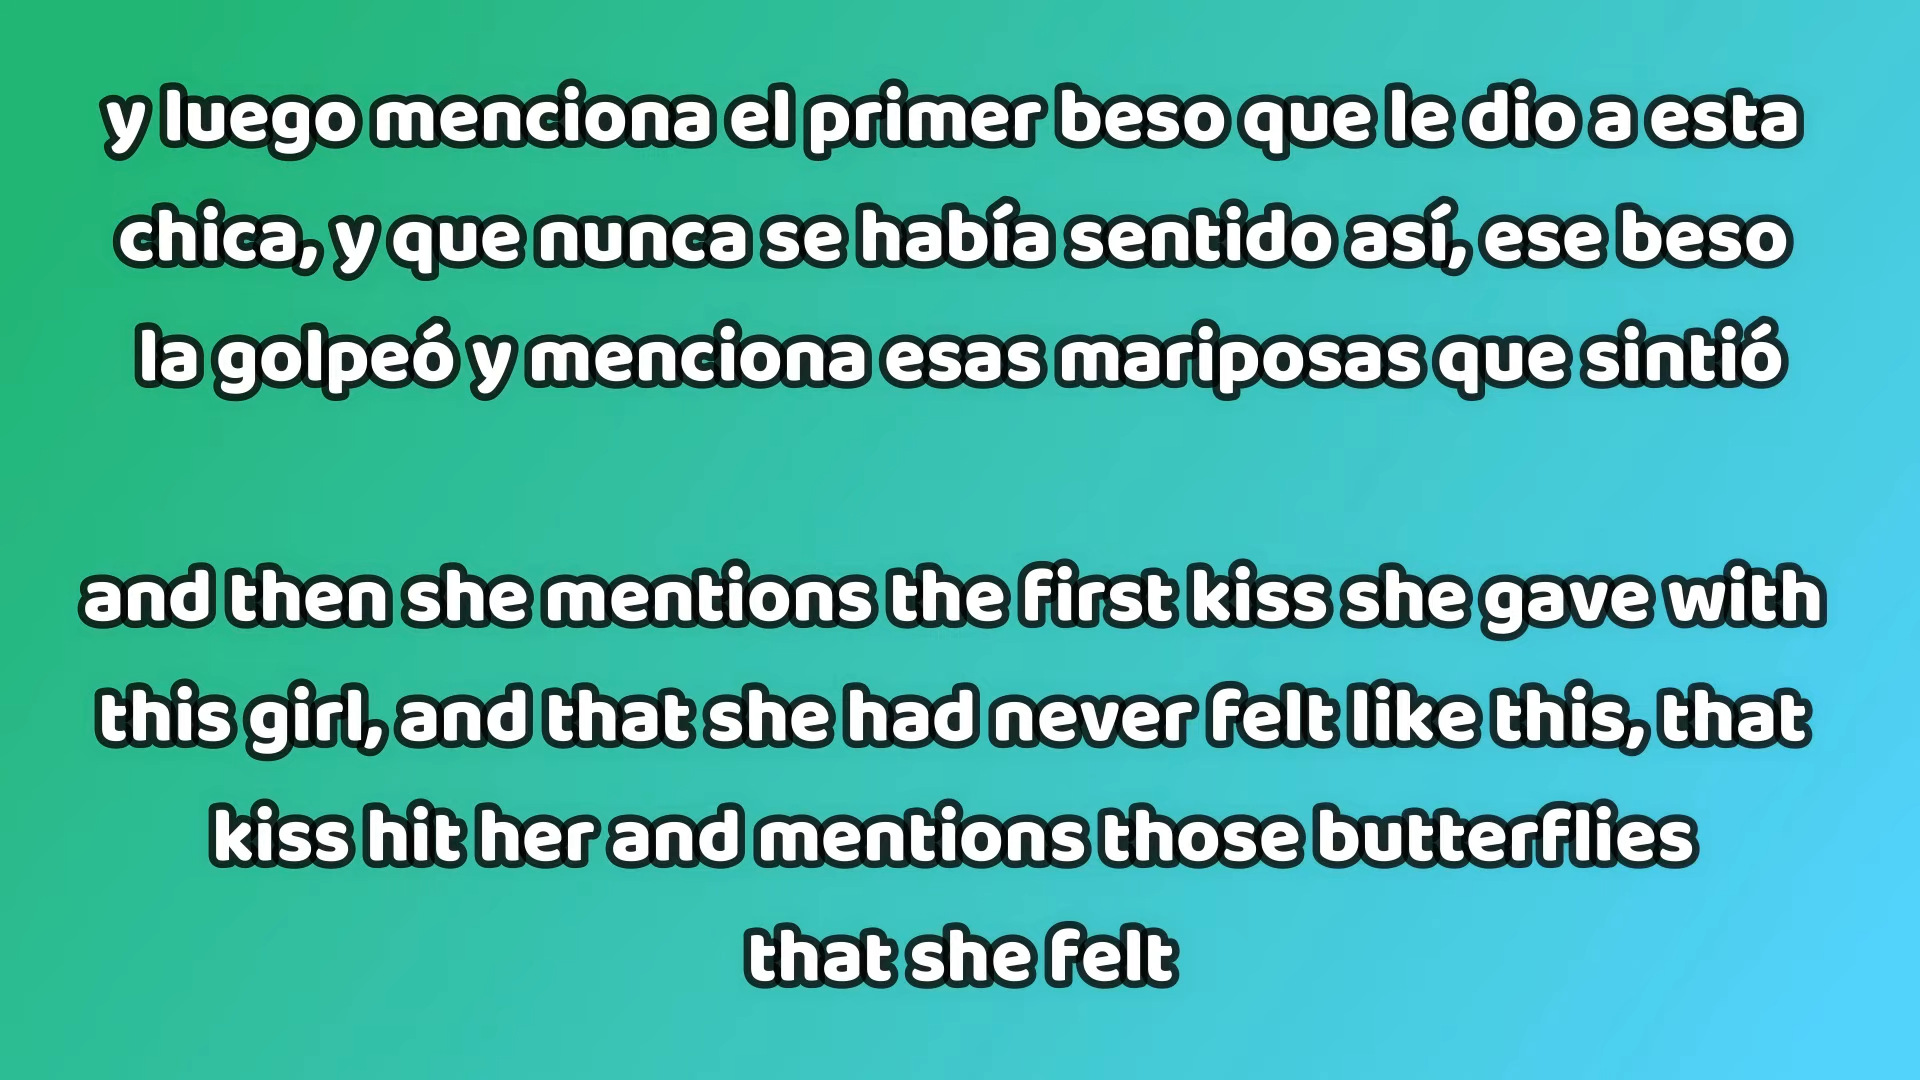 y luego menciona el primer beso que le dio a esta
chica, y que nunca se había sentido así, ese beso
la golpeó y menciona esas mariposas que sintió
and then she mentions the first kiss she gave with
this girl, and that she had never felt like this, that
kiss hit her and mentions those butterflies
that she felt